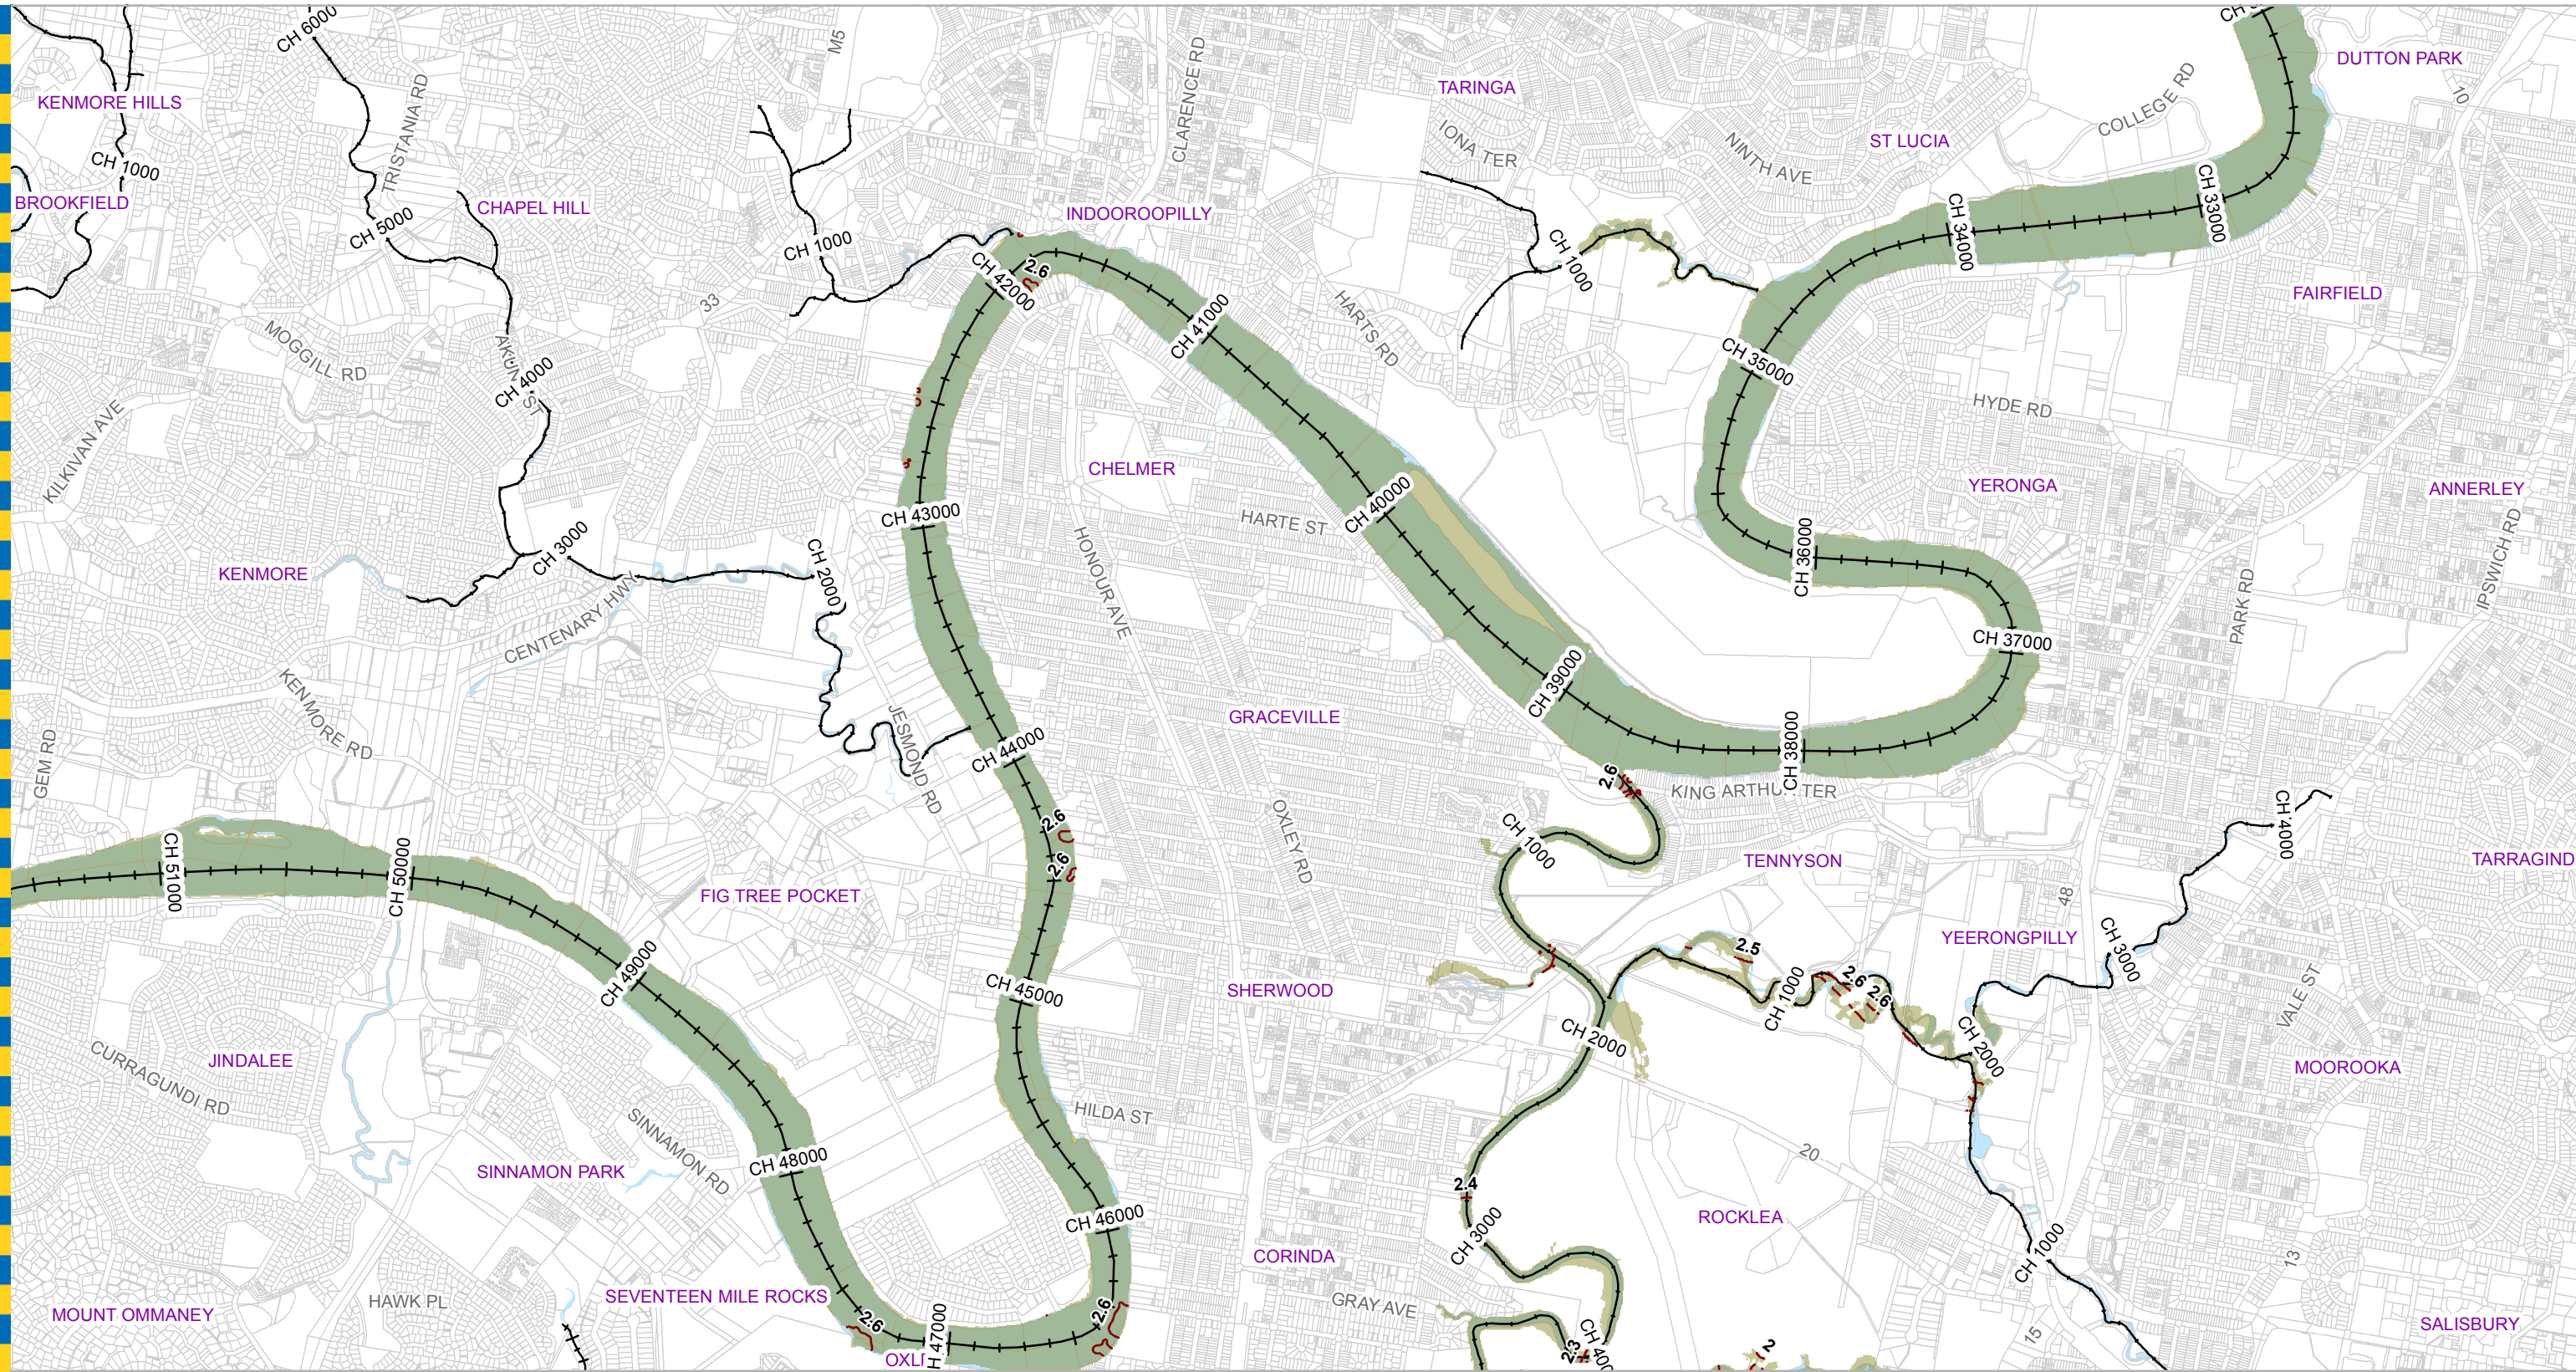 CH 6000
M5
CLARENCE RD
TARINGA
COLLEGE RD
DUTTON PARK
10
KENMORE HILLS
TRISTANIA RD
IONA TER
NINTH AVE
ST LUCIA
CH 1000
BROOKFIELD
CH 5000
CHAPEL HILL
CH 1000
INDOOROOPILLY
CH 1000
CH 34000
CH 33000
CH 42000
2.6
33
FAIRFIELD
MOGGILL RD
CH 4000
CH 41000
HARTS RD
CH 35000
KILKIVAN AVE
HYDE RD
CHELMER
YERONGA
ANNERLEY
CH 43000
HARTE ST
CH 40000
IPSWICH RD
KENMORE
CH 3000
CH 2000
HONOUR AVE
CH 36000
PARK RD
CENTENARY HWY
CH 37000
KENMORE RD
CH 39000
GRACEVILLE
JESMOND RD
CH 44000
CH 38000
GEM RD
2.6
KING ARTHUR TER
CH 4000
2.6
OXLEY RD
CH 1000
TENNYSON
TARRAGIND
CH 51000
CH 50000
2.6
FIG TREE POCKET
48
YEERONGPILLY
CH 3000
2.5
CH 49000
CH 45000
SHERWOOD
CH 1000
2.6
2.6
VALE ST
CH 2000
CH 2000
JINDALEE
CURRAGUNDI RD
MOOROOKA
HILDA ST
SINNAMON RD
20
CH 48000
SINNAMON PARK
2.4
CH 46000
CH 3000
ROCKLEA
CORINDA
CH 1000
13
SEVENTEEN MILE ROCKS
HAWK PL
MOUNT OMMANEY
2.6
H 47000
2.6
GRAY AVE
CH 400
2.3
2
15
SALISBURY